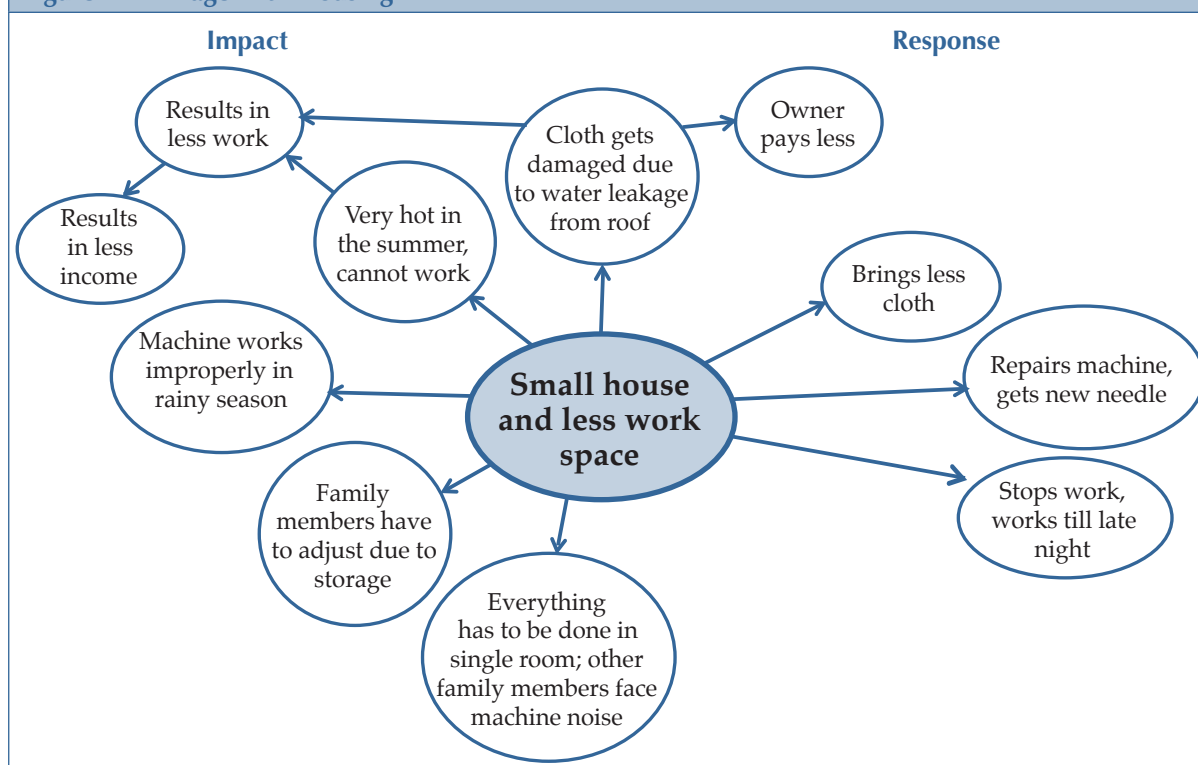 Impact
Response
Results in
less work
Cloth gets
damaged due
to water leakage
from roof
Owner
pays less
Results
in less
income
Very hot in
the summer,
cannot work
Brings less
cloth
Machine works
improperly in
rainy season
Small house
and less work
space
Repairs machine,
gets new needle
Family
members have
to adjust due to
storage
Stops work,
works till late
night
Everything
has to be done in
single room; other
family members face
machine noise